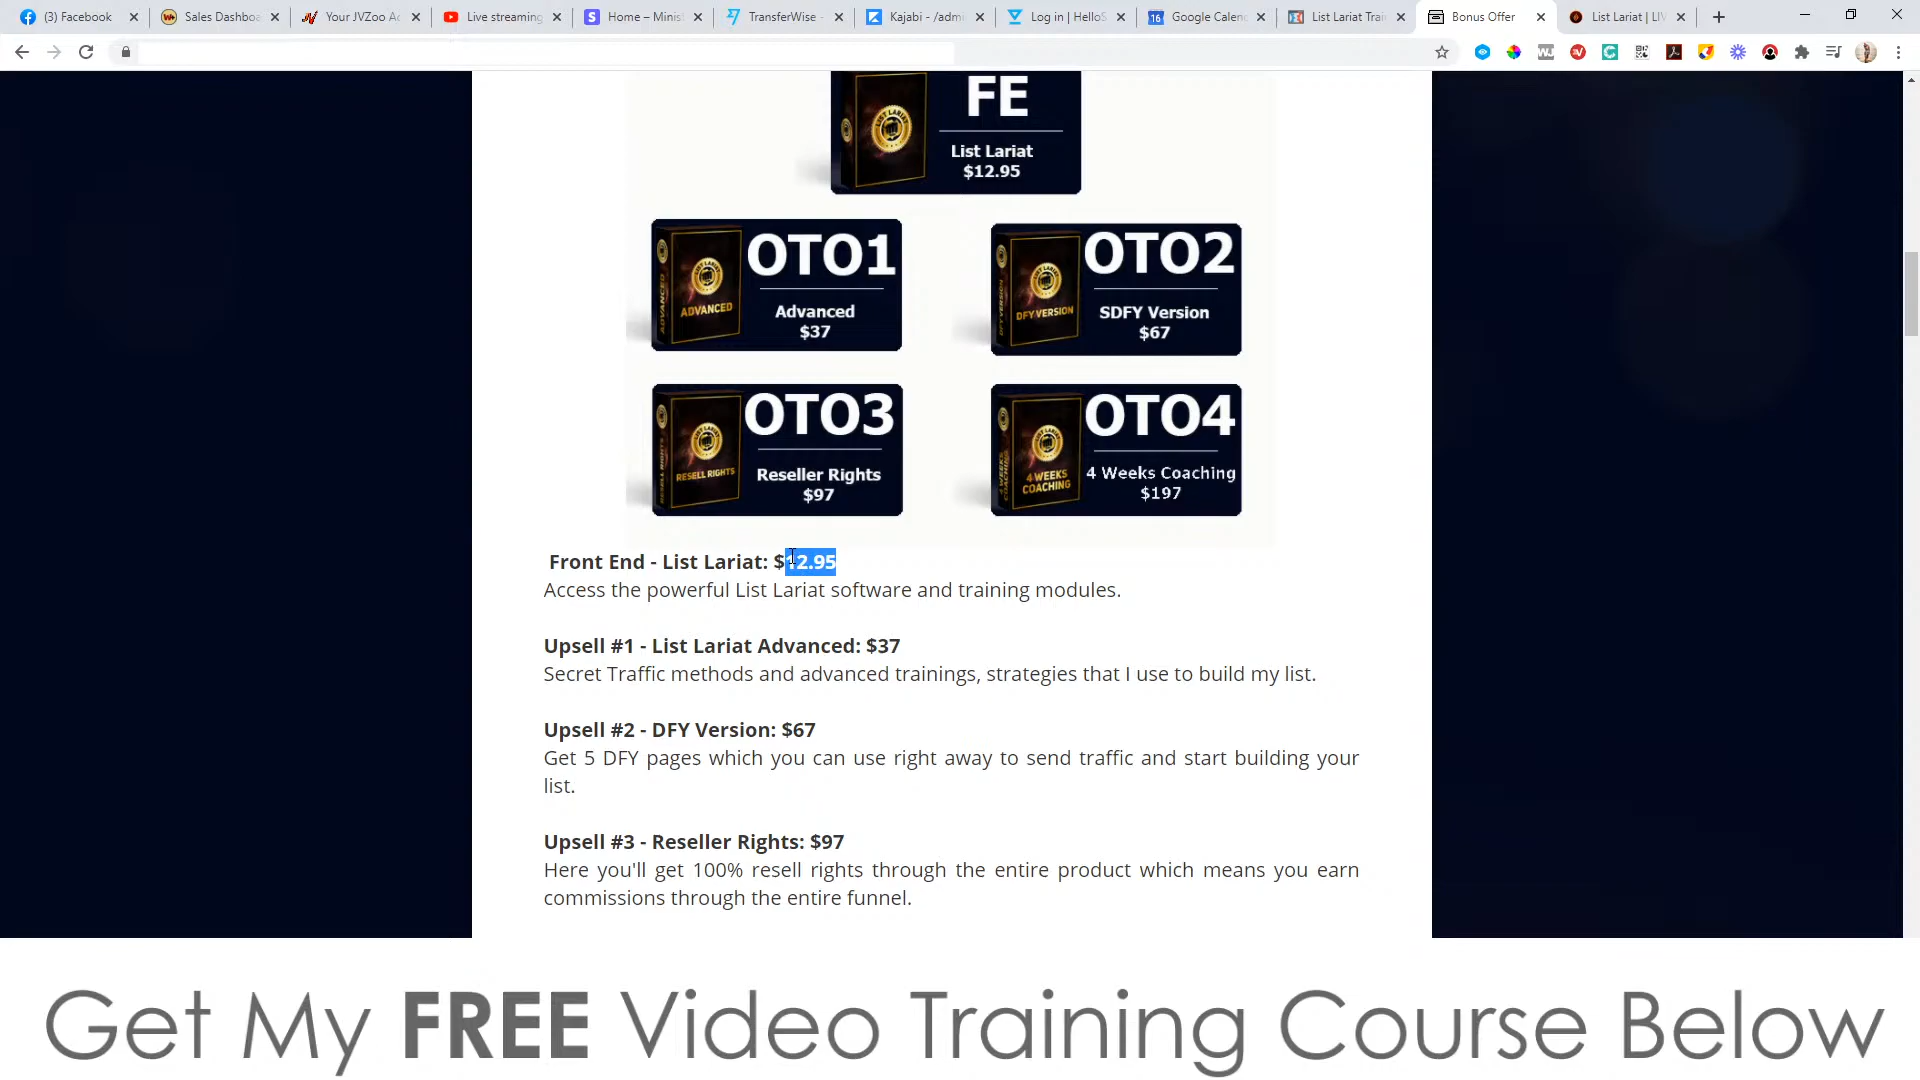 (3) Facebook
Sales Dashboa
Your JVZoo Ac
Live streaming
Home – Minis
TransferWise -
Kajabi - /admi
Log in | HelloS
Google Calen
List Lariat Trai
Bonus Offer
List Lariat | LIV
FE
List Lariat
$12.95
OTO1
Advanced
$37
ADVANCED
OTO2
SDFY Version
$67
DFY VERSION
OTO3
Reseller Rights
$97
RESELL RIGHTS
OTO4
4 Weeks Coaching
$197
4 WEEKS
COACHING
Front End - List Lariat: $12.95
Access the powerful List Lariat software and training modules.
Upsell #1 - List Lariat Advanced: $37
Secret Traffic methods and advanced trainings, strategies that I use to build my list.
Upsell #2 - DFY Version: $67
Get 5 DFY pages which you can use right away to send traffic and start building your
list.
Upsell #3 - Reseller Rights: $97
Here you'll get 100% resell rights through the entire product which means you earn
commissions through the entire funnel.
Get My FREE Video Training Course Below